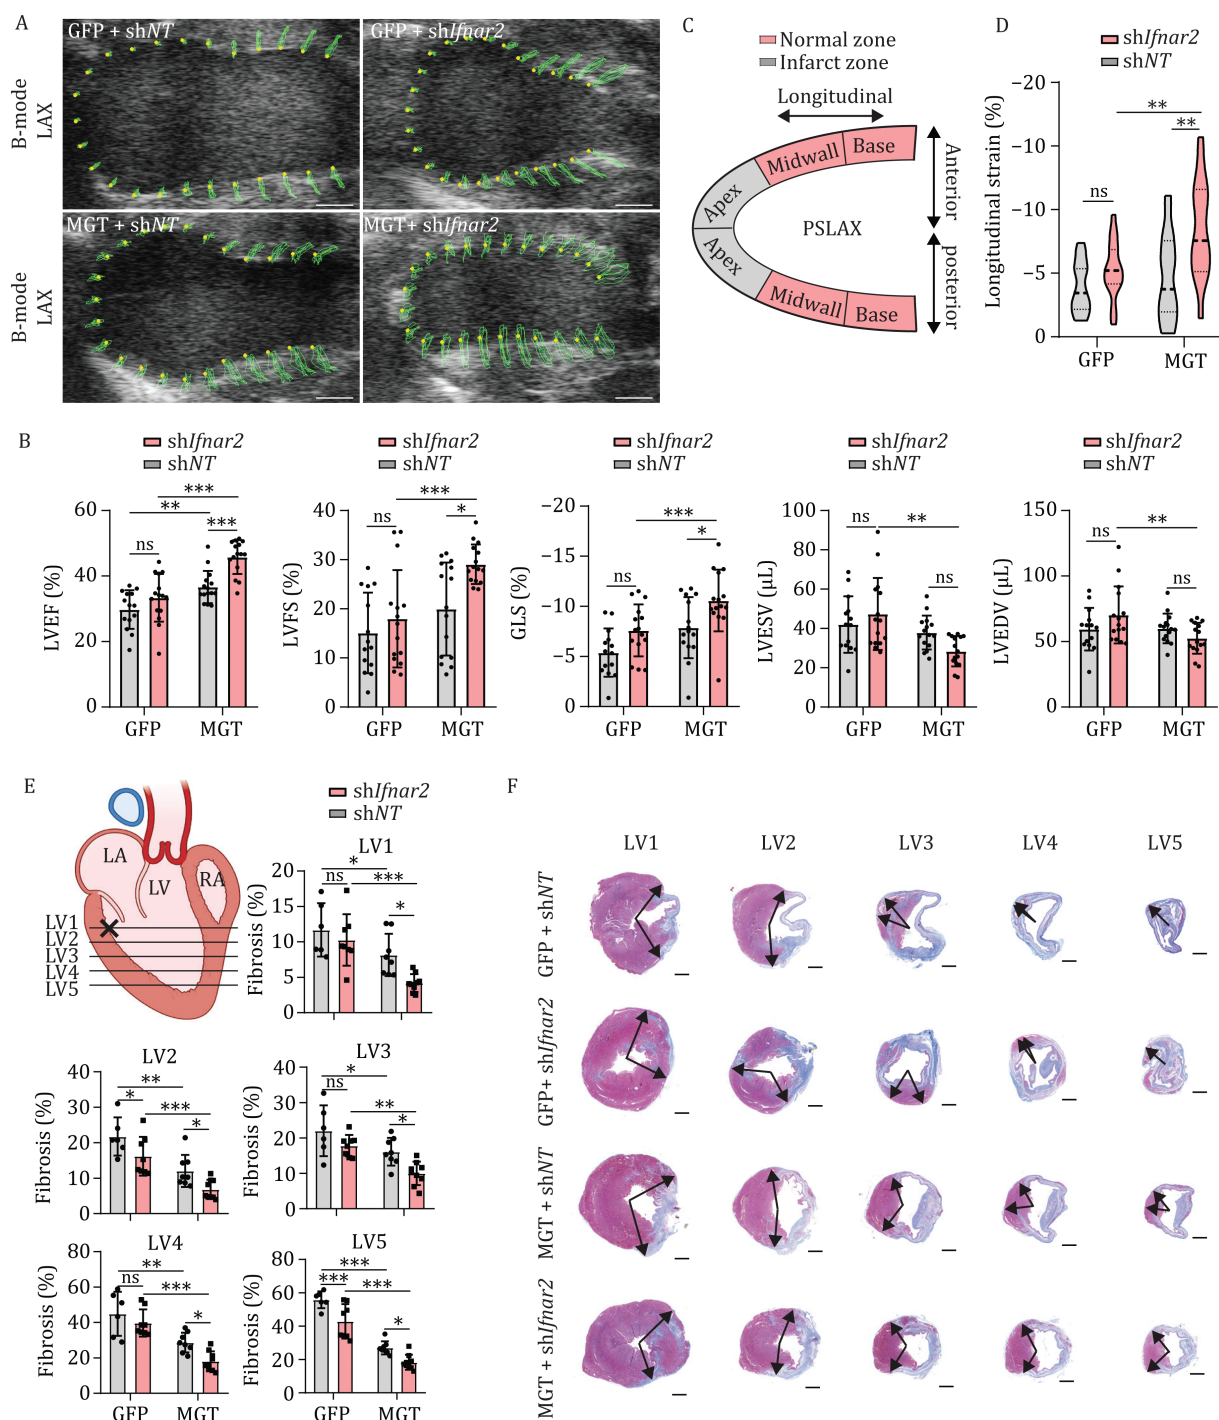 A
GFP + shNT
GFP + shIfnar2
B-mode
LAX
MGT + shNT
MGT+ shIfnar2
B-mode
LAX
C
Normal zone
Infarct zone
Longitudinal
Midwall
Base
Apex
Apex
PSLAX
Midwall
Base
Anterior
posterior
D
shIfnar2
shNT
Longitudinal strain (%)
−20
−10
−10
−5
0
ns
**
**
GFP
MGT
B
shIfnar2
shNT
LVEF (%)
60
40
20
0
ns
**
***
***
GFP
MGT
shIfnar2
shNT
LVFS (%)
40
30
20
10
0
ns
***
*
GFP
MGT
shIfnar2
shNT
GLS (%)
−20
−10
−5
0
ns
***
*
GFP
MGT
shIfnar2
shNT
LVESV (μL)
100
80
60
40
20
0
ns
**
ns
GFP
MGT
shIfnar2
shNT
LVEDV (μL)
150
100
50
0
ns
**
ns
GFP
MGT
E
LA
LV
RA
LV1
LV2
LV3
LV4
LV5
shIfnar2
shNT
LV1
Fibrosis (%)
20
15
10
5
0
*
ns
***
*
LV2
Fibrosis (%)
40
30
20
10
0
**
*
***
*
LV3
Fibrosis (%)
40
30
20
10
0
*
ns
**
*
LV4
Fibrosis (%)
80
60
40
20
0
**
ns
***
*
GFP
MGT
LV5
Fibrosis (%)
80
60
40
20
0
***
***
***
*
GFP
MGT
F
LV1
LV2
LV3
LV4
LV5
GFP + shNT
GFP+ shIfnar2
MGT + shNT
MGT + shIfnar2